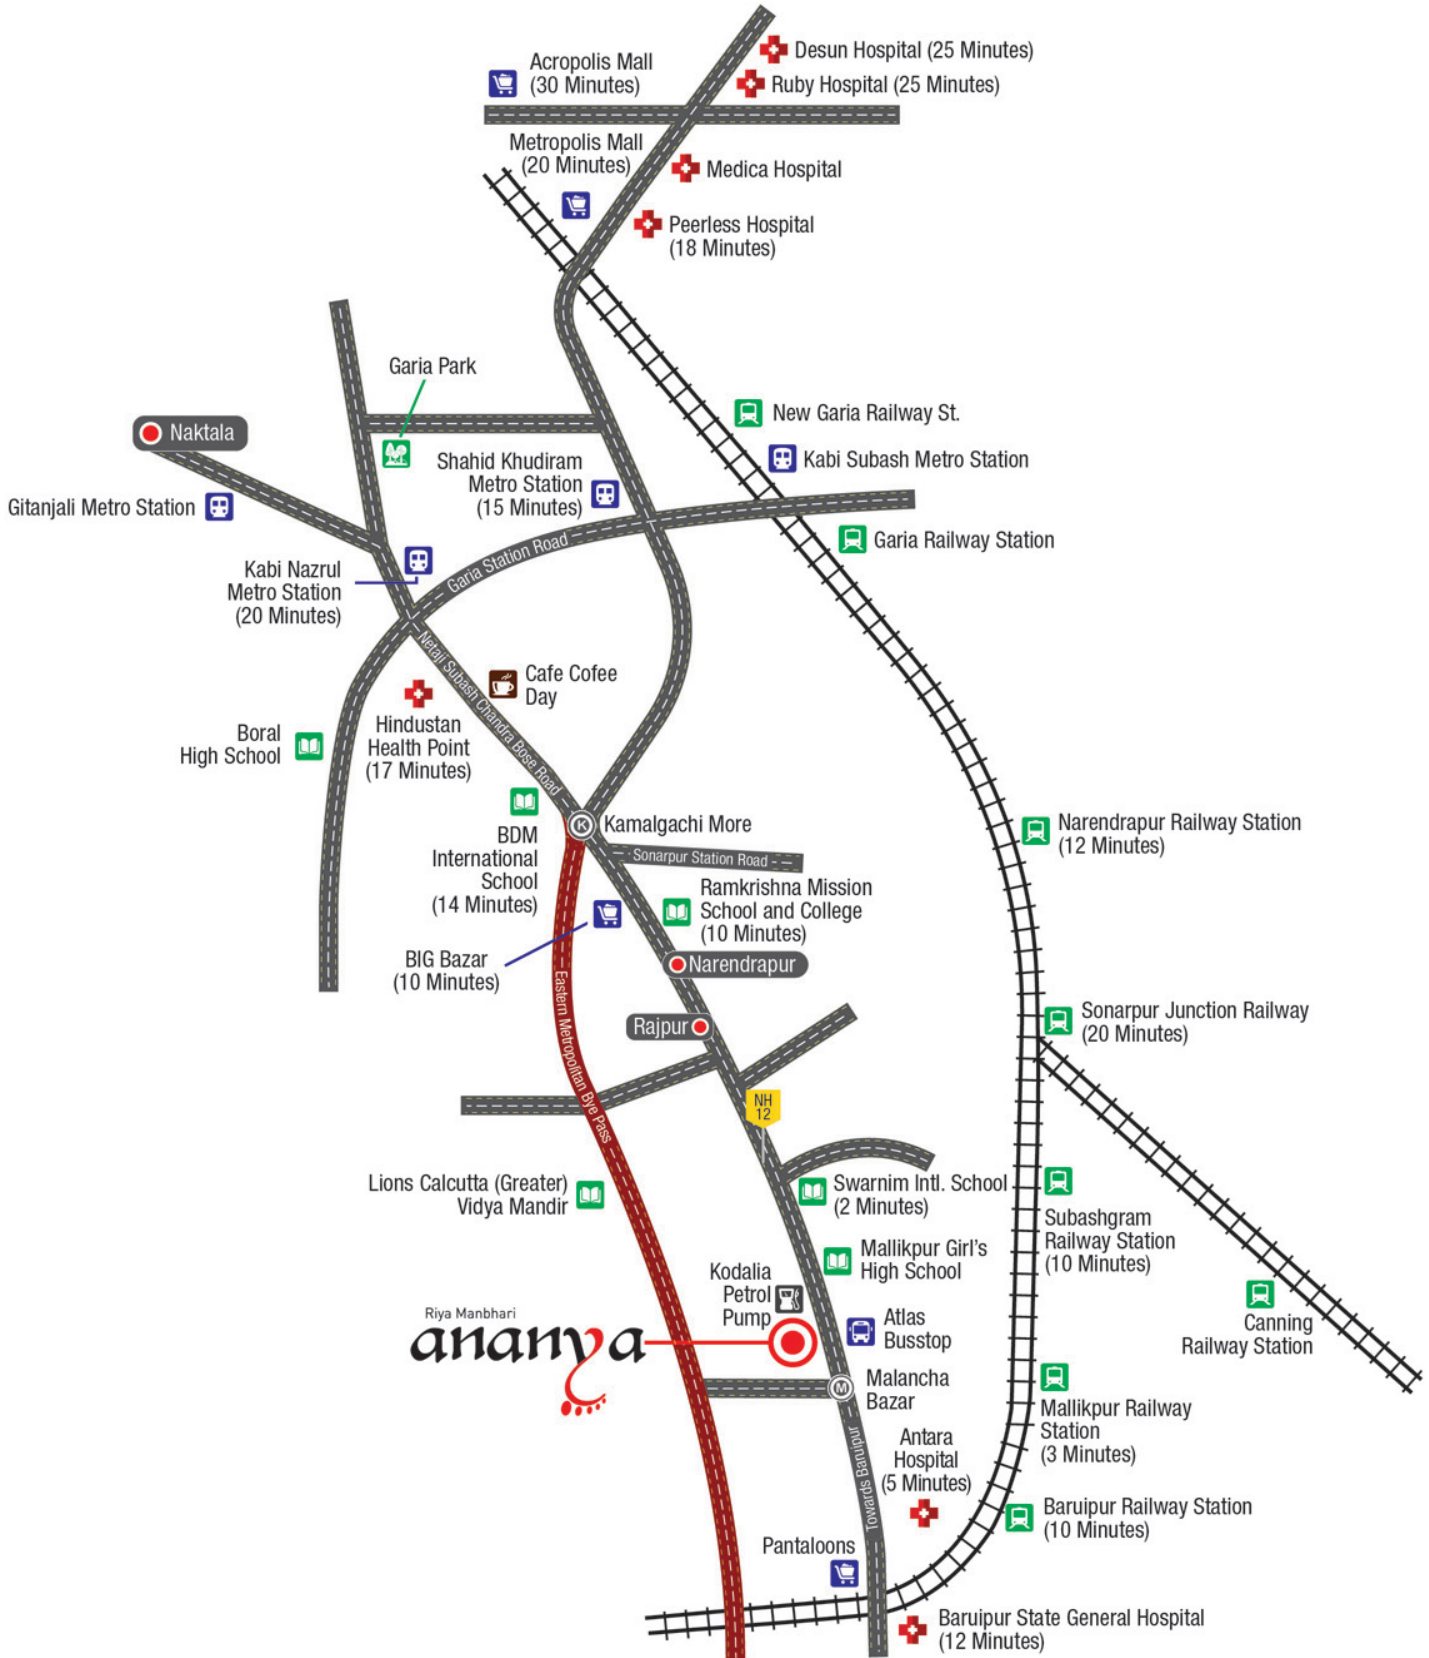 Desun Hospital (25 Minutes)
Acropolis Mall
(30 Minutes)
Ruby Hospital (25 Minutes)
Metropolis Mall
(20 Minutes)
Medica Hospital
Peerless Hospital
(18 Minutes)
Garia Park
New Garia Railway St.
Naktala
Shahid Khudiram
Metro Station
(15 Minutes)
Kabi Subash Metro Station
Gitanjali Metro Station
Garia Railway Station
Garia Station Road
Kabi Nazrul
Metro Station
(20 Minutes)
Netaji Subash Chandra Bose Road
Cafe Cofee
Day
Boral
High School
Hindustan
Health Point
(17 Minutes)
K
Kamalgachi More
Narendrapur Railway Station
(12 Minutes)
BDM
International
School
(14 Minutes)
Sonarpur Station Road
Ramkrishna Mission
School and College
(10 Minutes)
BIG Bazar
(10 Minutes)
Narendrapur
Eastern Metropolitan Bye Pass
Rajpur
Sonarpur Junction Railway
(20 Minutes)
NH
12
Lions Calcutta (Greater)
Vidya Mandir
Swarnim Intl. School
(2 Minutes)
Subashgram
Railway Station
(10 Minutes)
Mallikpur Girl's
High School
Kodalia
Petrol
Pump
Riya Manbhari
ananya
Atlas
Busstop
Canning
Railway Station
M
Malancha
Bazar
Mallikpur Railway
Station
(3 Minutes)
Towards Baruipur
Antara
Hospital
(5 Minutes)
Baruipur Railway Station
(10 Minutes)
Pantaloons
Baruipur State General Hospital
(12 Minutes)